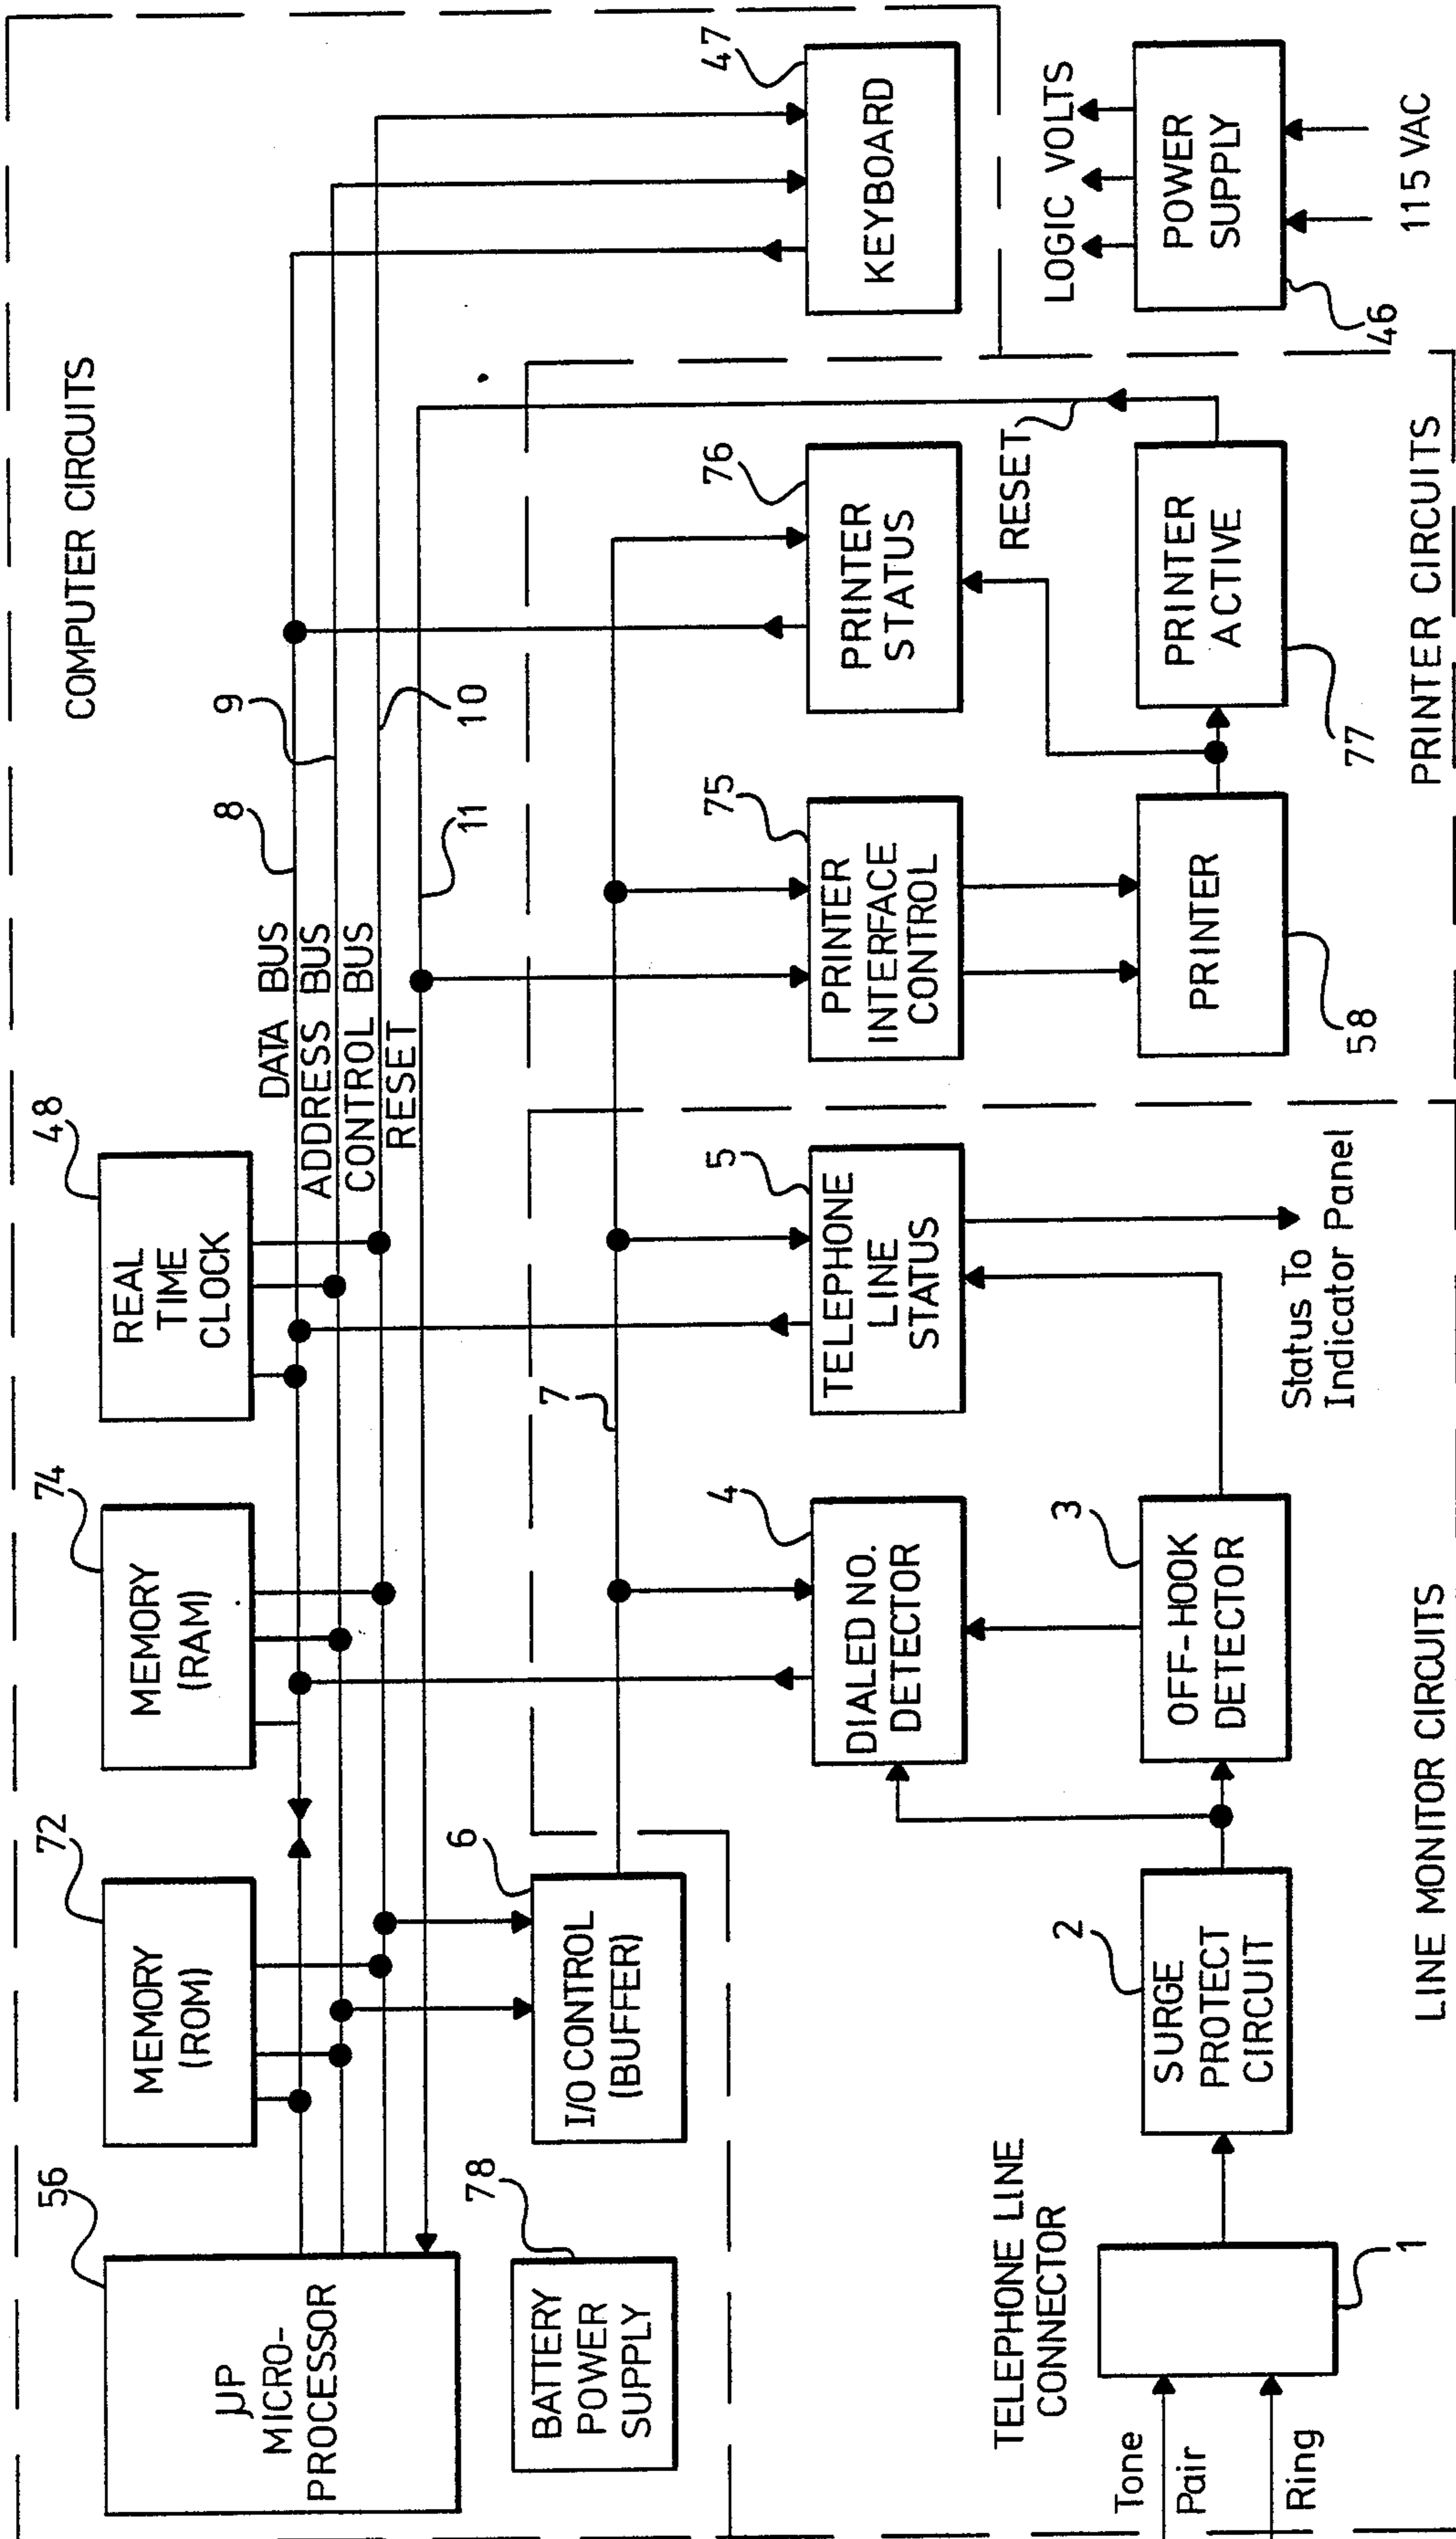 COMPUTER CIRCUITS
56
µP
MICRO-
PROCESSOR
72
MEMORY
(ROM)
74
MEMORY
(RAM)
48
REAL
TIME
CLOCK
DATA BUS
ADDRESS BUS
CONTROL BUS
RESET
8
9
10
11
47
KEYBOARD
78
BATTERY
POWER
SUPPLY
6
I/O CONTROL
(BUFFER)
7
4
DIALED NO.
DETECTOR
5
TELEPHONE
LINE
STATUS
75
PRINTER
INTERFACE
CONTROL
76
PRINTER
STATUS
RESET
LOGIC VOLTS
POWER
SUPPLY
46
115 VAC
TELEPHONE LINE
CONNECTOR
Tone
Pair
Ring
1
2
SURGE
PROTECT
CIRCUIT
3
OFF-HOOK
DETECTOR
Status To
Indicator Panel
PRINTER
58
PRINTER
ACTIVE
77
LINE MONITOR CIRCUITS
PRINTER CIRCUITS